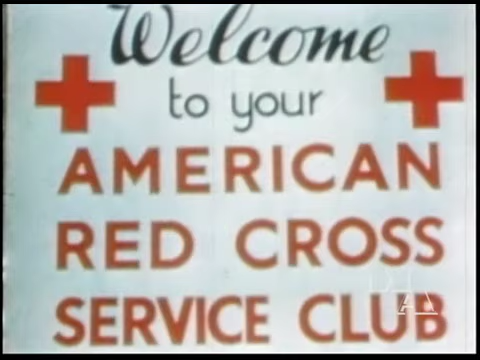 Welcome
to your
AMERICAN
RED CROSS
SERVICE CLUB